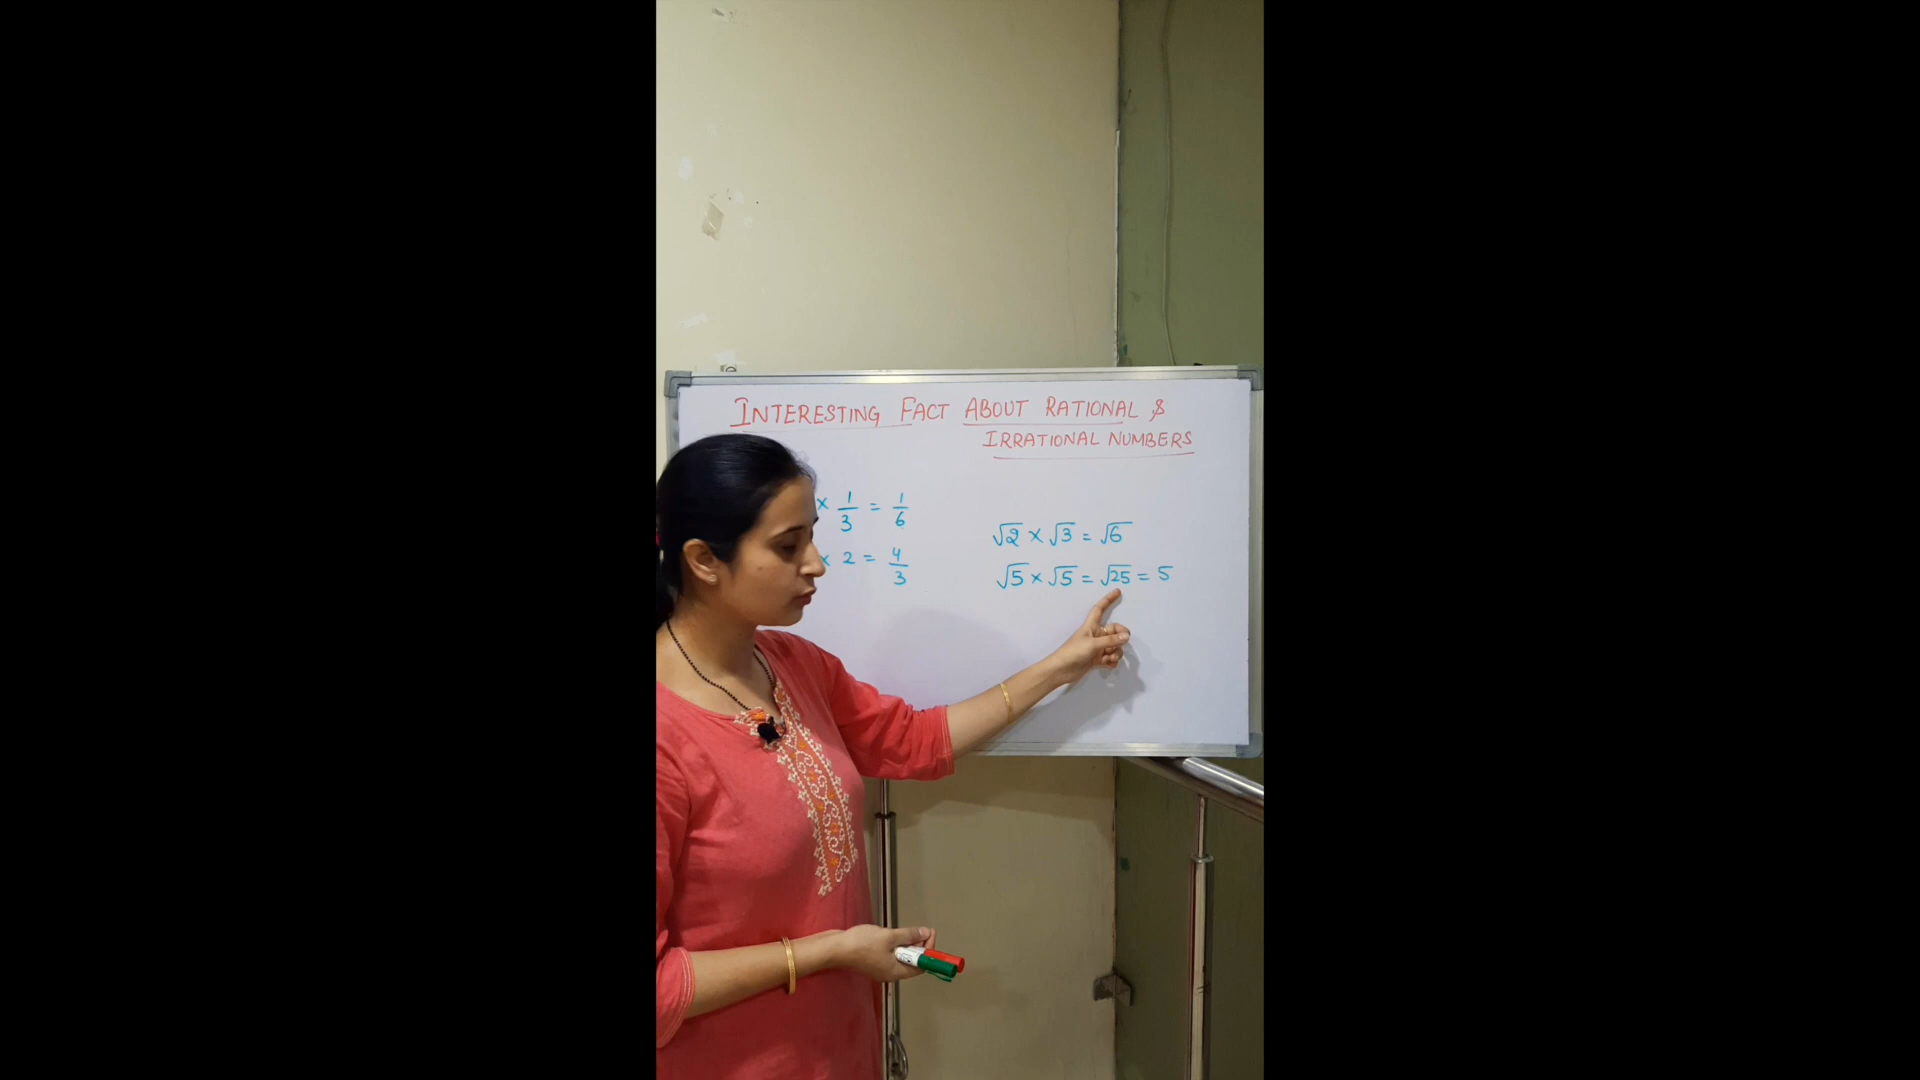 INTERESTING FACT ABOUT RATIONAL &
IRRATIONAL NUMBERS
× 1/3 = 1/6
× 2 = 4/3
√2 × √3 = √6
√5 × √5 = √25 = 5